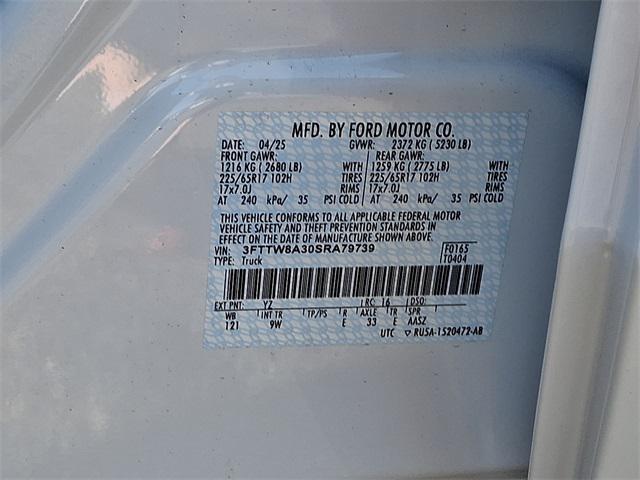 MFD. BY FORD MOTOR CO.
DATE: 04/25 GVWR: 2372 KG ( 5230 LB)
FRONT GAWR: REAR GAWR:
1216 KG ( 2680 LB) WITH 1259 KG ( 2775 LB) WITH
225/65R17 102H TIRES 225/65R17 102H TIRES
17x7.0J RIMS 17x7.0J RIMS
AT 240 kPa/ 35 PSI COLD AT 240 kPa/ 35 PSI COLD
THIS VEHICLE CONFORMS TO ALL APPLICABLE FEDERAL MOTOR
VEHICLE SAFETY AND THEFT PREVENTION STANDARDS IN
EFFECT ON THE DATE OF MANUFACTURE SHOWN ABOVE.
VIN: 3FTTW8A30SRA79739 F0165
TYPE: Truck T0404
EXT PNT: YZ RC: 16 DSO:
WB INT TR TP/PS R AXLE TR SPR
121 9W E 33 E AASZ
UTC ▽ RU5A-1520472-AB